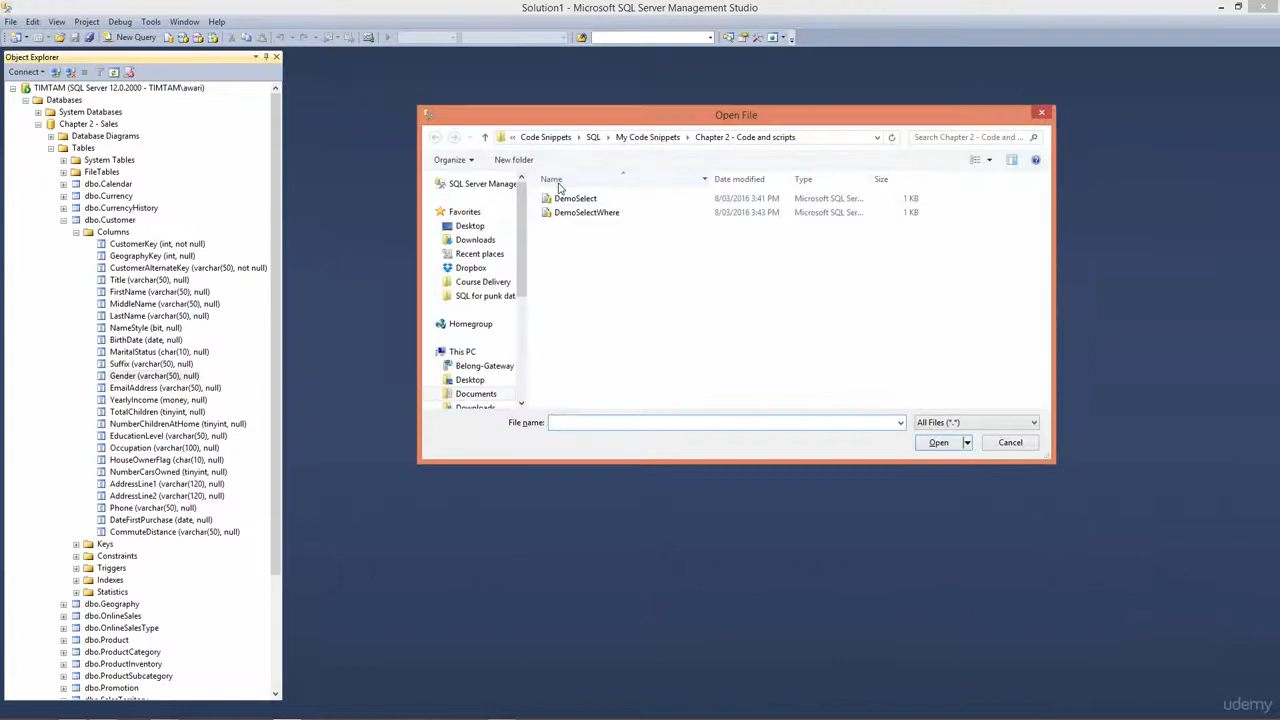 Solution1 - Microsoft SQL Server Management Studio
File Edit View Project Debug Tools Window Help
New Query
Object Explorer
Connect
TIMTAM (SQL Server 12.0.2000 - TIMTAM\awari)
Databases
System Databases
Chapter 2 - Sales
Database Diagrams
Tables
System Tables
FileTables
dbo.Calendar
dbo.Currency
dbo.CurrencyHistory
dbo.Customer
Columns
CustomerKey (int, not null)
GeographyKey (int, null)
CustomerAlternateKey (varchar(50), not null)
Title (varchar(50), null)
FirstName (varchar(50), null)
MiddleName (varchar(50), null)
LastName (varchar(50), null)
NameStyle (bit, null)
BirthDate (date, null)
MaritalStatus (char(10), null)
Suffix (varchar(50), null)
Gender (varchar(50), null)
EmailAddress (varchar(50), null)
YearlyIncome (money, null)
TotalChildren (tinyint, null)
NumberChildrenAtHome (tinyint, null)
EducationLevel (varchar(50), null)
Occupation (varchar(100), null)
HouseOwnerFlag (char(10), null)
NumberCarsOwned (tinyint, null)
AddressLine1 (varchar(120), null)
AddressLine2 (varchar(120), null)
Phone (varchar(50), null)
DateFirstPurchase (date, null)
CommuteDistance (varchar(50), null)
Keys
Constraints
Triggers
Indexes
Statistics
dbo.Geography
dbo.OnlineSales
dbo.OnlineSalesType
dbo.Product
dbo.ProductCategory
dbo.ProductInventory
dbo.ProductSubcategory
dbo.Promotion
Open File
« Code Snippets SQL My Code Snippets Chapter 2 - Code and scripts
Search Chapter 2 - Code and ...
Organize New folder
Name Date modified Type Size
DemoSelect 8/03/2016 3:41 PM Microsoft SQL Ser... 1 KB
DemoSelectWhere 8/03/2016 3:43 PM Microsoft SQL Ser... 1 KB
SQL Server Manage
Favorites
Desktop
Downloads
Recent places
Dropbox
Course Delivery
SQL for punk dat
Homegroup
This PC
Belong-Gateway
Desktop
Documents
Downloads
File name: All Files (*.*)
Open Cancel
udemy